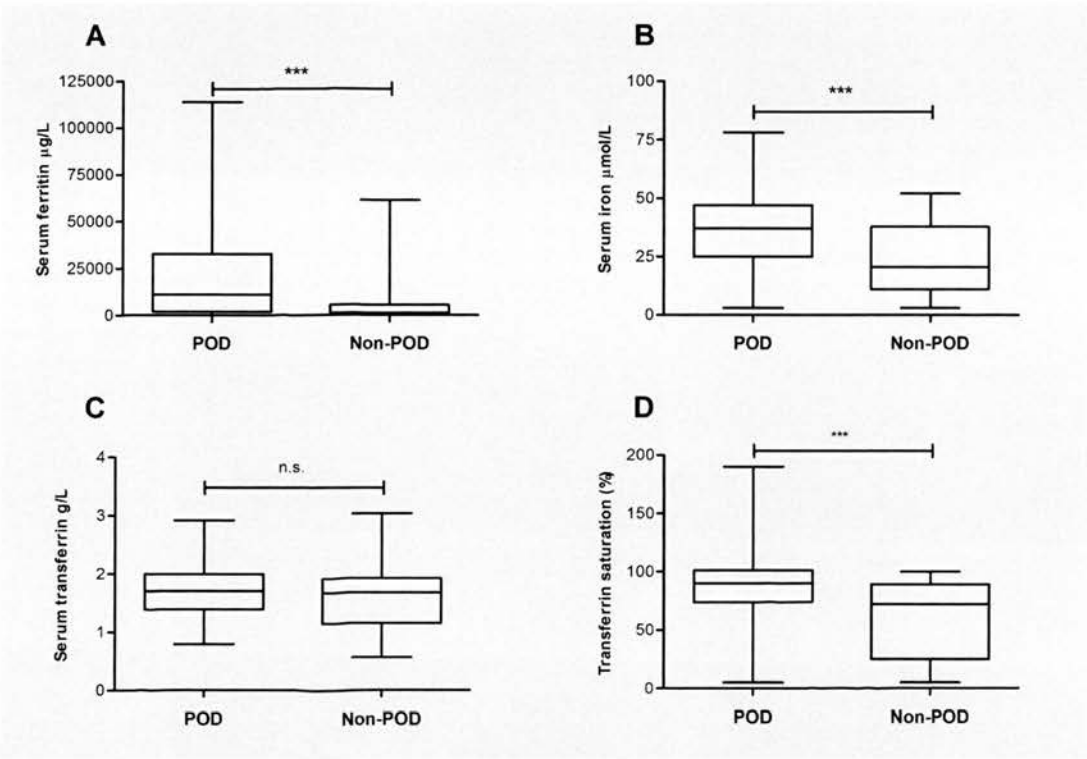 A
***
Serum ferritin µg/L
125000
100000
75000
50000
25000
0
POD
Non-POD
B
***
Serum iron µmol/L
100
75
50
25
0
POD
Non-POD
C
n.s.
Serum transferrin g/L
4
3
2
1
0
POD
Non-POD
D
***
Transferrin saturation (%)
200
150
100
50
0
POD
Non-POD